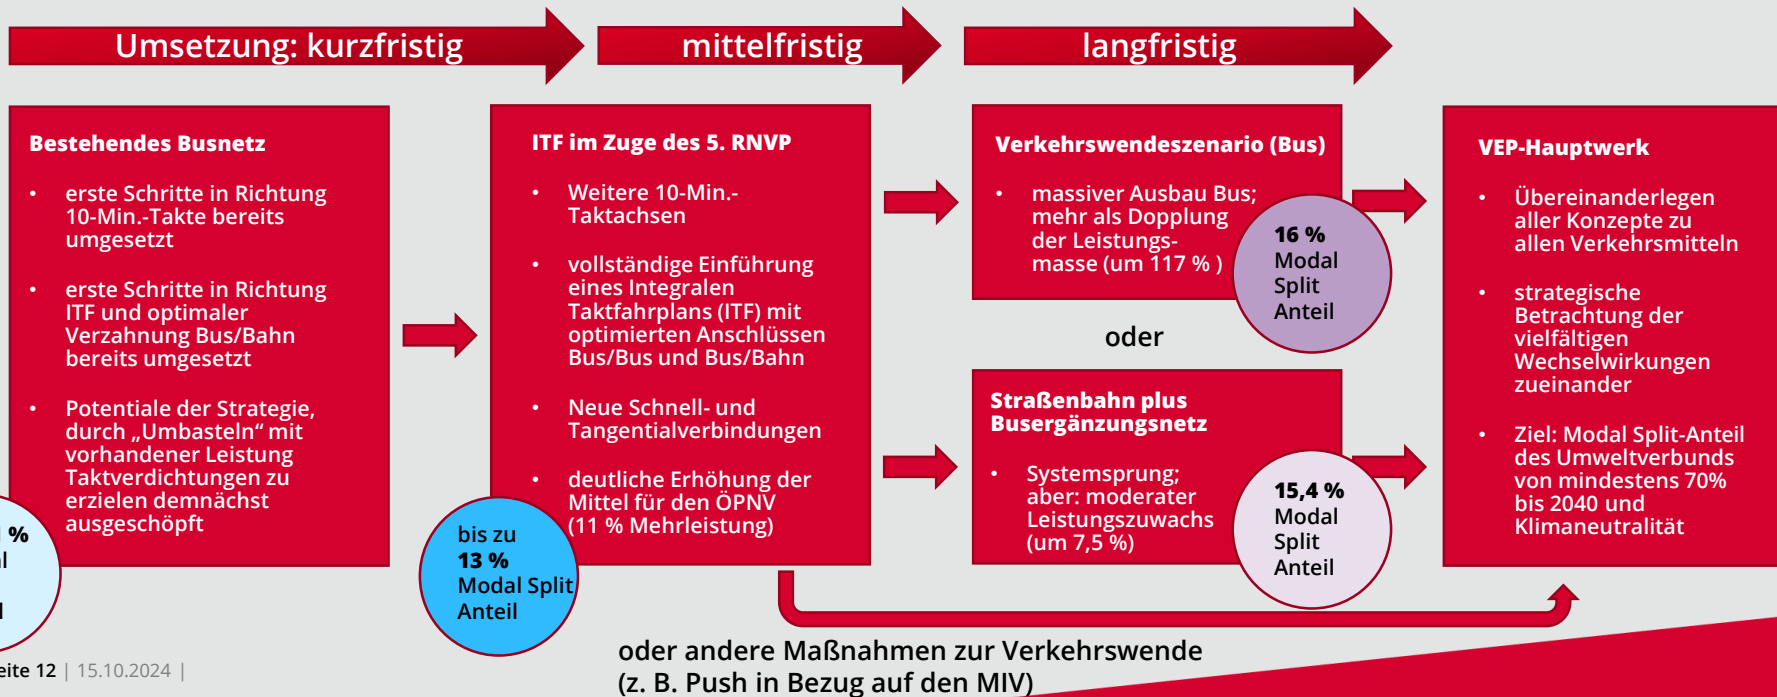 Umsetzung: kurzfristig
mittelfristig
langfristig
Bestehendes Busnetz
• erste Schritte in Richtung
10-Min.-Takte bereits
umgesetzt
• erste Schritte in Richtung
ITF und optimaler
Verzahnung Bus/Bahn
bereits umgesetzt
• Potentiale der Strategie,
durch „Umbasteln“ mit
vorhandener Leistung
Taktverdichtungen zu
erzielen demnächst
ausgeschöpft
%
ITF im Zuge des 5. RNVP
• Weitere 10-Min.-
Taktachsen
• vollständige Einführung
eines Integralen
Taktfahrplans (ITF) mit
optimierten Anschlüssen
Bus/Bus und Bus/Bahn
• Neue Schnell- und
Tangentialverbindungen
• deutliche Erhöhung der
Mittel für den ÖPNV
(11 % Mehrleistung)
bis zu
13 %
Modal Split
Anteil
Verkehrswendeszenario (Bus)
• massiver Ausbau Bus;
mehr als Dopplung
der Leistungs-
masse (um 117 % )
16 %
Modal
Split
Anteil
oder
Straßenbahn plus
Busergänzungsnetz
• Systemsprung;
aber: moderater
Leistungszuwachs
(um 7,5 %)
15,4 %
Modal
Split
Anteil
VEP-Hauptwerk
• Übereinanderlegen
aller Konzepte zu
allen Verkehrsmitteln
• strategische
Betrachtung der
vielfältigen
Wechselwirkungen
zueinander
• Ziel: Modal Split-Anteil
des Umweltverbunds
von mindestens 70%
bis 2040 und
Klimaneutralität
oder andere Maßnahmen zur Verkehrswende
(z. B. Push in Bezug auf den MIV)
eite 12 | 15.10.2024 |